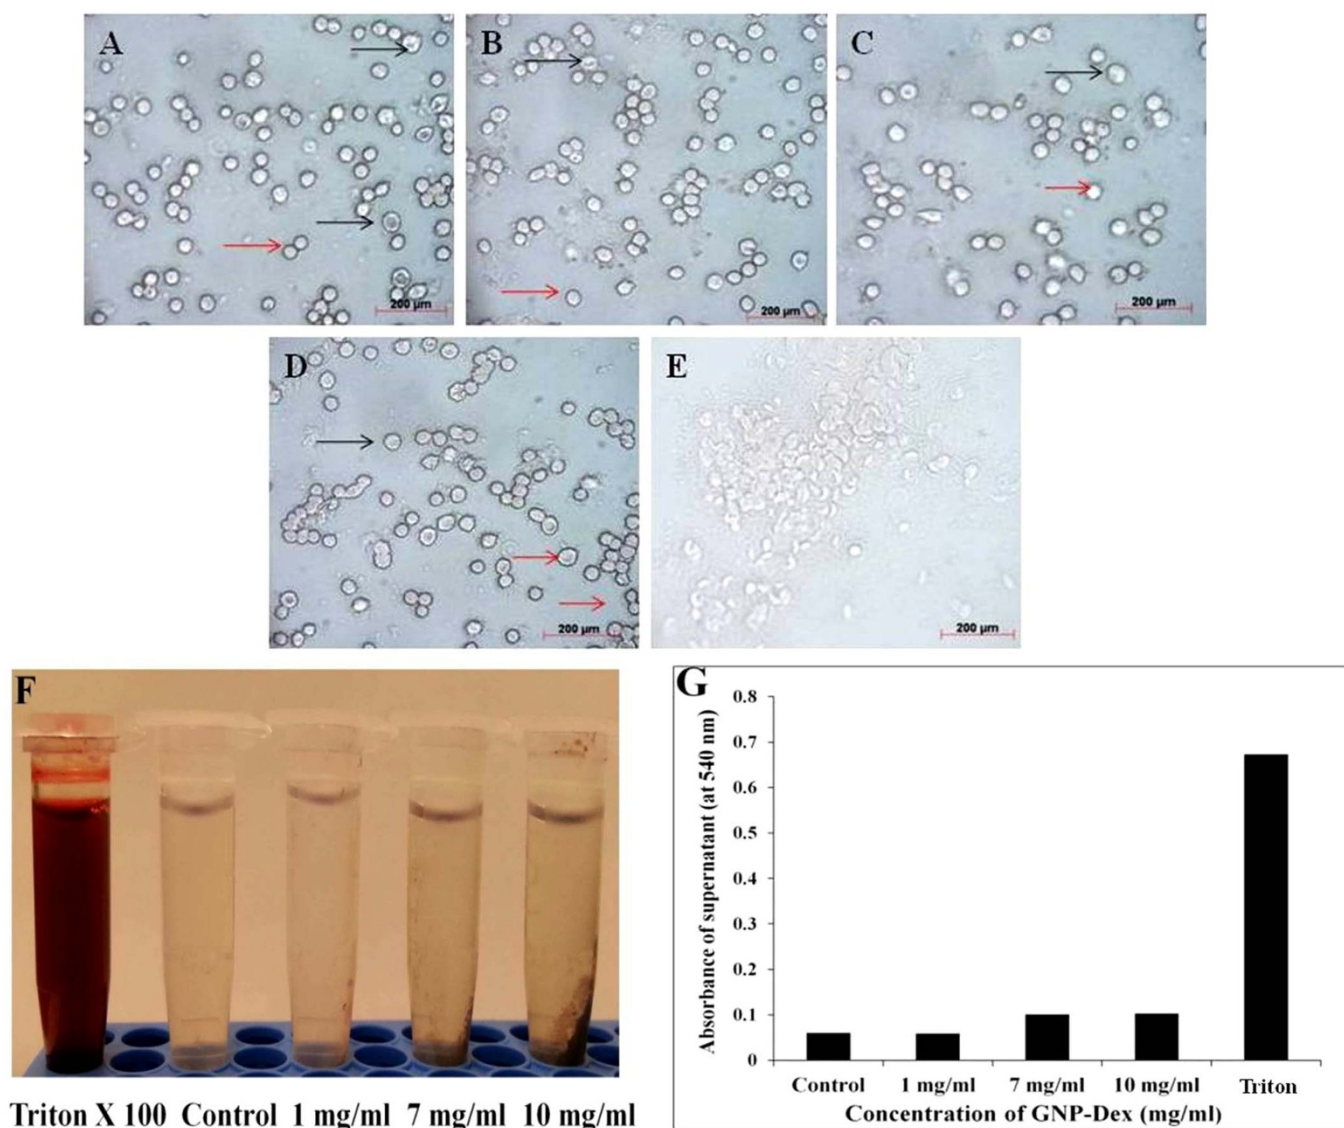 A
B
C
200 µm
200 µm
200 µm
D
E
200 µm
200 µm
F
Triton X 100 Control 1 mg/ml 7 mg/ml 10 mg/ml
G
Absorbance of supernatant (at 540 nm)
0.8
0.7
0.6
0.5
0.4
0.3
0.2
0.1
0
Control 1 mg/ml 7 mg/ml 10 mg/ml Triton
Concentration of GNP-Dex (mg/ml)